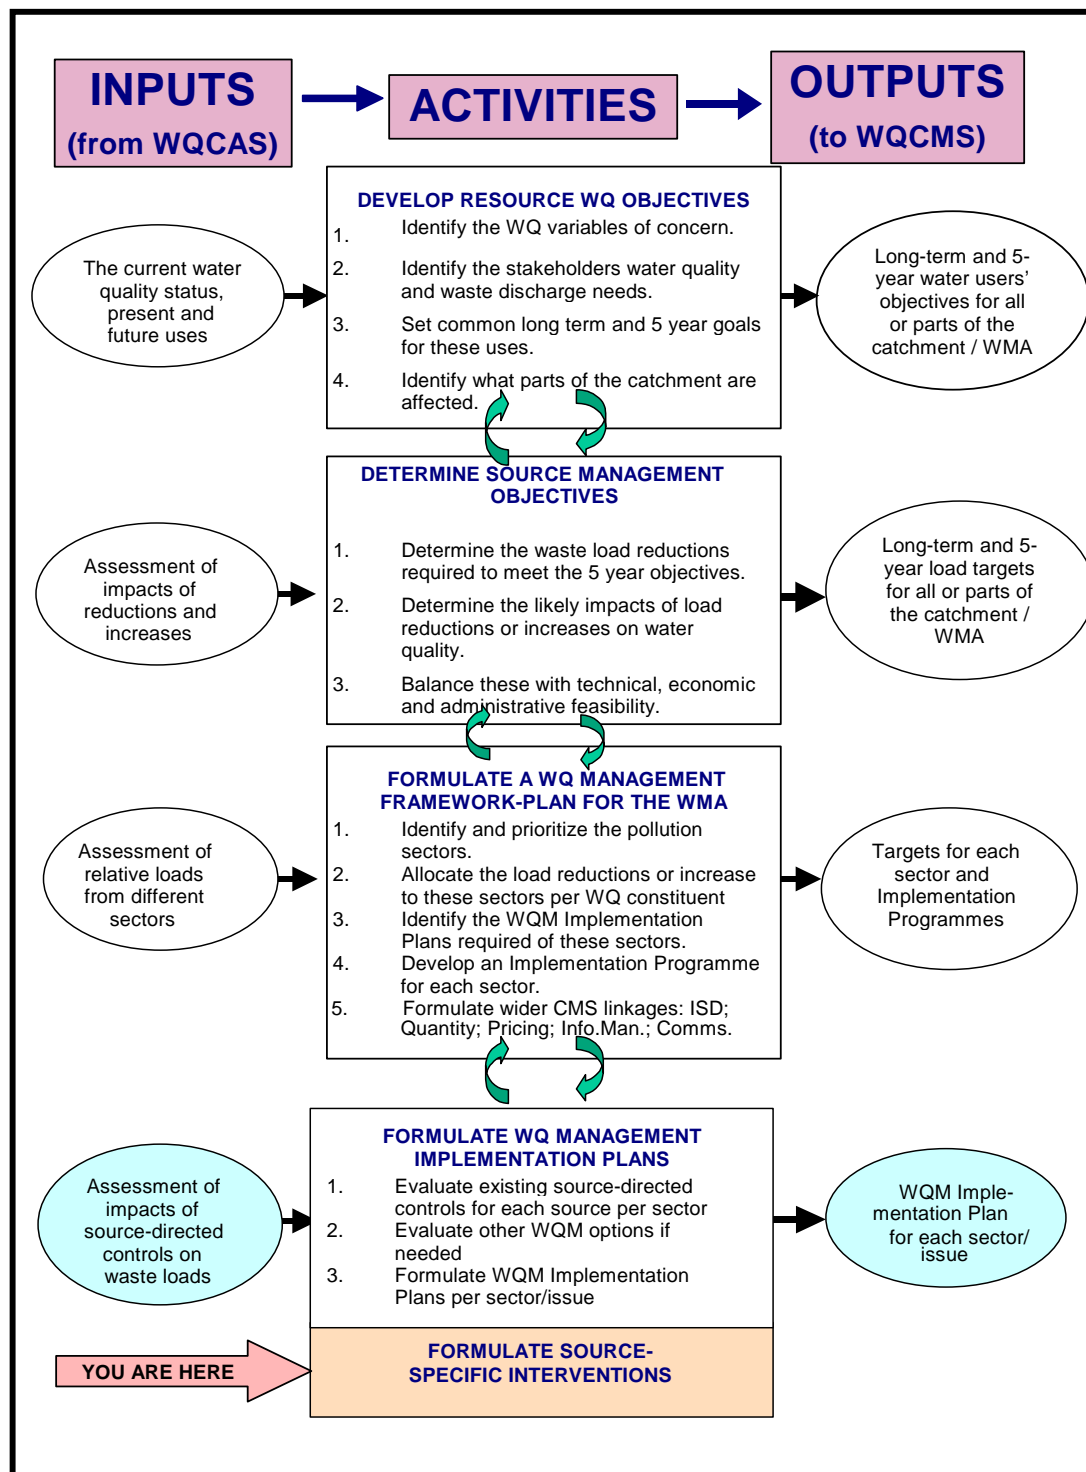 INPUTS
(from WQCAS)
ACTIVITIES
OUTPUTS
(to WQCMS)
The current water
quality status,
present and
future uses
DEVELOP RESOURCE WQ OBJECTIVES
1. Identify the WQ variables of concern.
2. Identify the stakeholders water quality
and waste discharge needs.
3. Set common long term and 5 year goals
for these uses.
4. Identify what parts of the catchment are
affected.
Long-term and 5-
year water users'
objectives for all
or parts of the
catchment / WMA
Assessment of
impacts of
reductions and
increases
DETERMINE SOURCE MANAGEMENT
OBJECTIVES
1. Determine the waste load reductions
required to meet the 5 year objectives.
2. Determine the likely impacts of load
reductions or increases on water
quality.
3. Balance these with technical, economic
and administrative feasibility.
Long-term and 5-
year load targets
for all or parts of
the catchment /
WMA
Assessment of
relative loads
from different
sectors
FORMULATE A WQ MANAGEMENT
FRAMEWORK-PLAN FOR THE WMA
1. Identify and prioritize the pollution
sectors.
2. Allocate the load reductions or increase
to these sectors per WQ constituent
3. Identify the WQM Implementation
Plans required of these sectors.
4. Develop an Implementation Programme
for each sector.
5. Formulate wider CMS linkages: ISD;
Quantity; Pricing; Info.Man.; Comms.
Targets for each
sector and
Implementation
Programmes
Assessment of
impacts of
source-directed
controls on
waste loads
FORMULATE WQ MANAGEMENT
IMPLEMENTATION PLANS
1. Evaluate existing source-directed
controls for each source per sector
2. Evaluate other WQM options if
needed
3. Formulate WQM Implementation
Plans per sector/issue
WQM Imple-
mentation Plan
for each sector/
issue
YOU ARE HERE
FORMULATE SOURCE-
SPECIFIC INTERVENTIONS